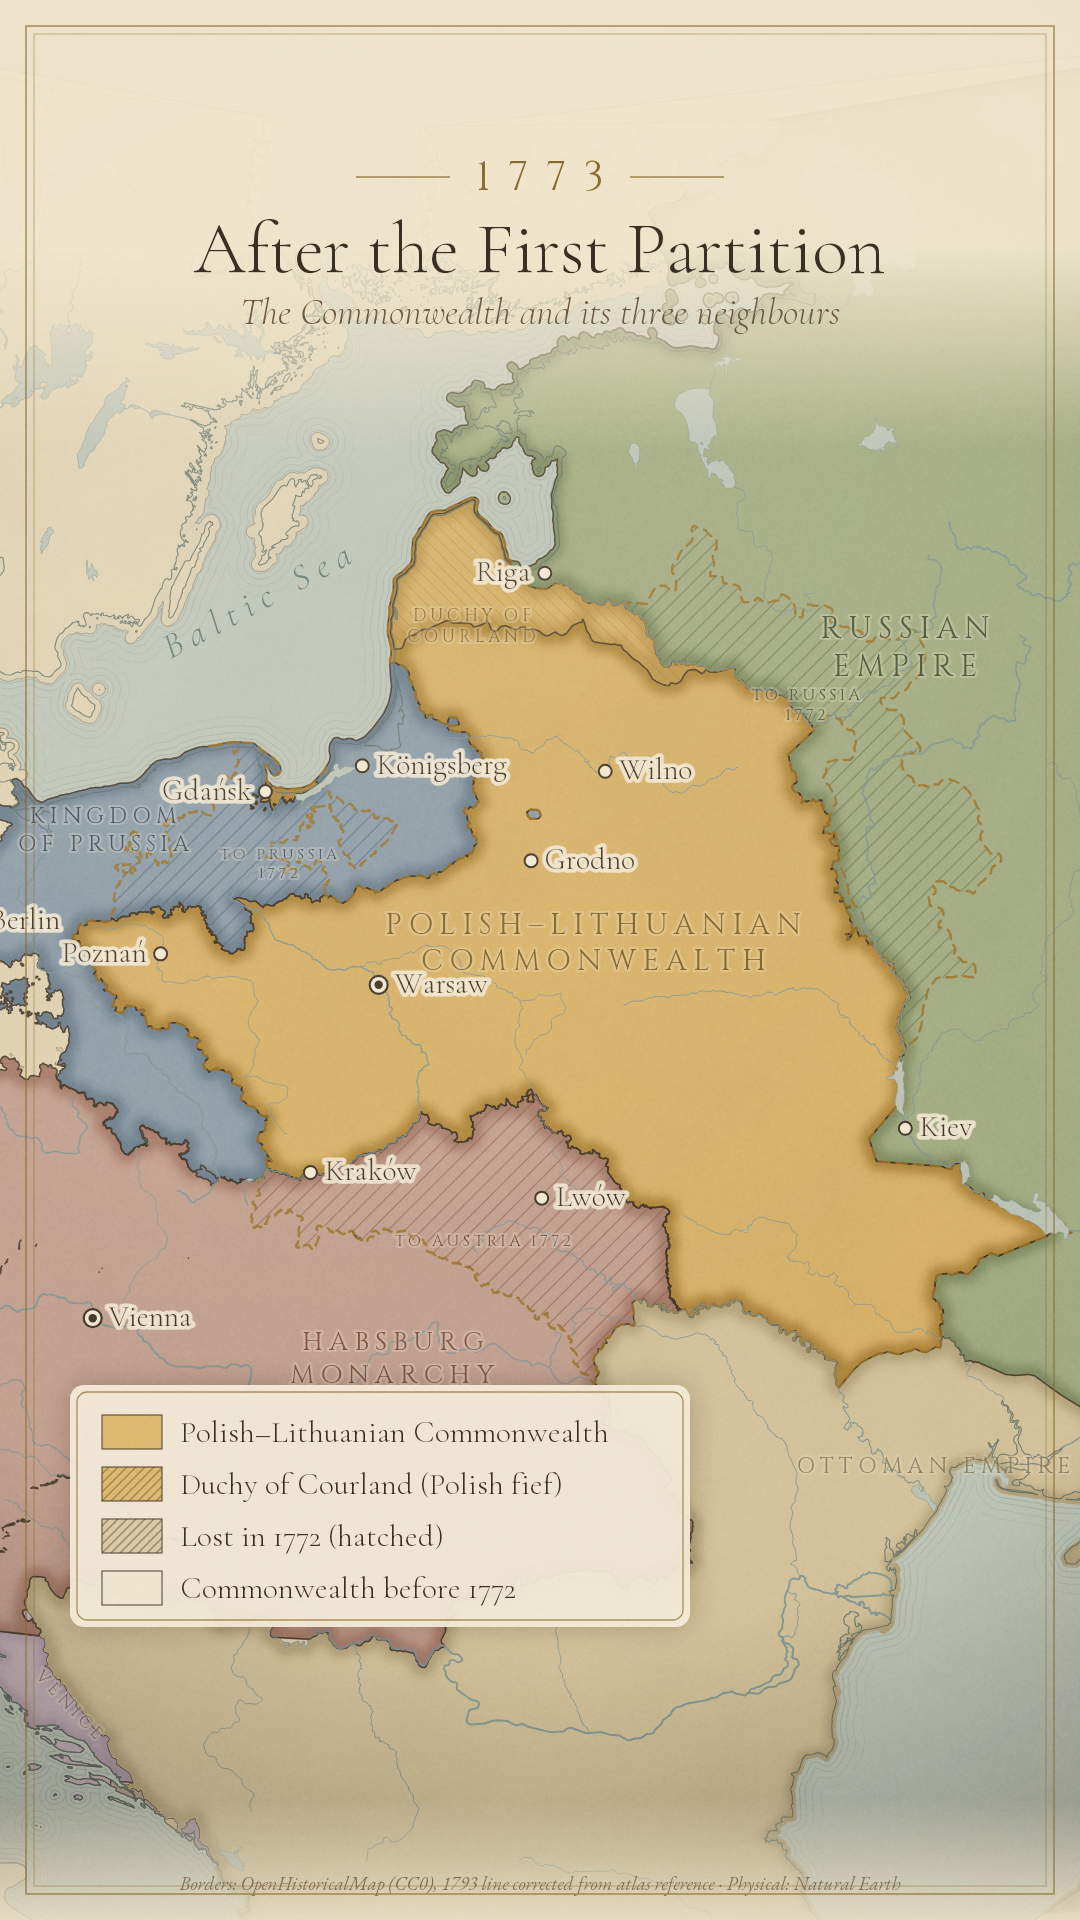 1773
After the First Partition
The Commonwealth and its three neighbours
Baltic Sea
Riga
DUCHY OF
COURLAND
RUSSIAN
EMPIRE
TO RUSSIA
1772
Königsberg
Wilno
Gdańsk
KINGDOM
OF PRUSSIA
TO PRUSSIA
1772
Grodno
Berlin
POLISH–LITHUANIAN
COMMONWEALTH
Poznań
Warsaw
Kiev
Kraków
Lwów
TO AUSTRIA 1772
Vienna
HABSBURG
MONARCHY
Polish–Lithuanian Commonwealth
Duchy of Courland (Polish fief)
Lost in 1772 (hatched)
Commonwealth before 1772
OTTOMAN EMPIRE
VENICE
Borders: OpenHistoricalMap (CC0), 1793 line corrected from atlas reference · Physical: Natural Earth